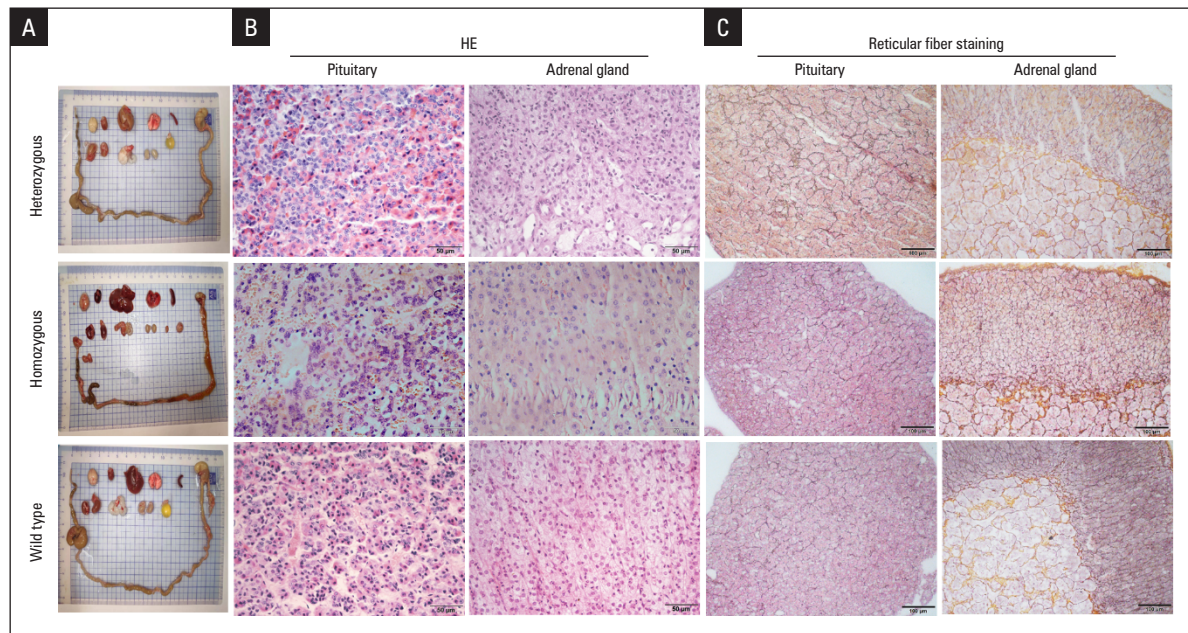 A
B
HE
C
Reticular fiber staining
Pituitary
Adrenal gland
Pituitary
Adrenal gland
Heterozygous
50 µm
50 µm
100 µm
100 µm
Homozygous
100 µm
100 µm
Wild type
50 µm
50 µm
100 µm
100 µm